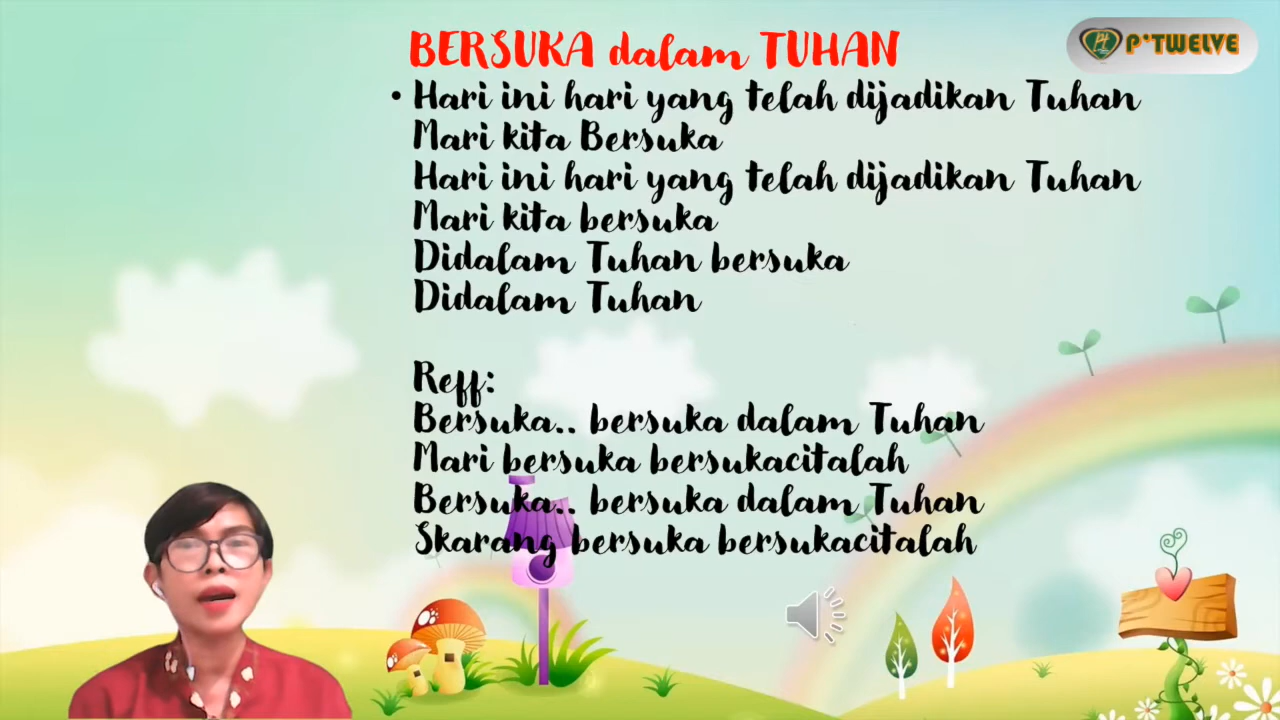 BERSUKA dalam TUHAN
P'TWELVE
• Hari ini hari yang telah dijadikan Tuhan
Mari kita Bersuka
Hari ini hari yang telah dijadikan Tuhan
Mari kita bersuka
Didalam Tuhan bersuka
Didalam Tuhan
Reff:
Bersuka.. bersuka dalam Tuhan
Mari bersuka bersukacitalah
Bersuka.. bersuka dalam Tuhan
Skarang bersuka bersukacitalah